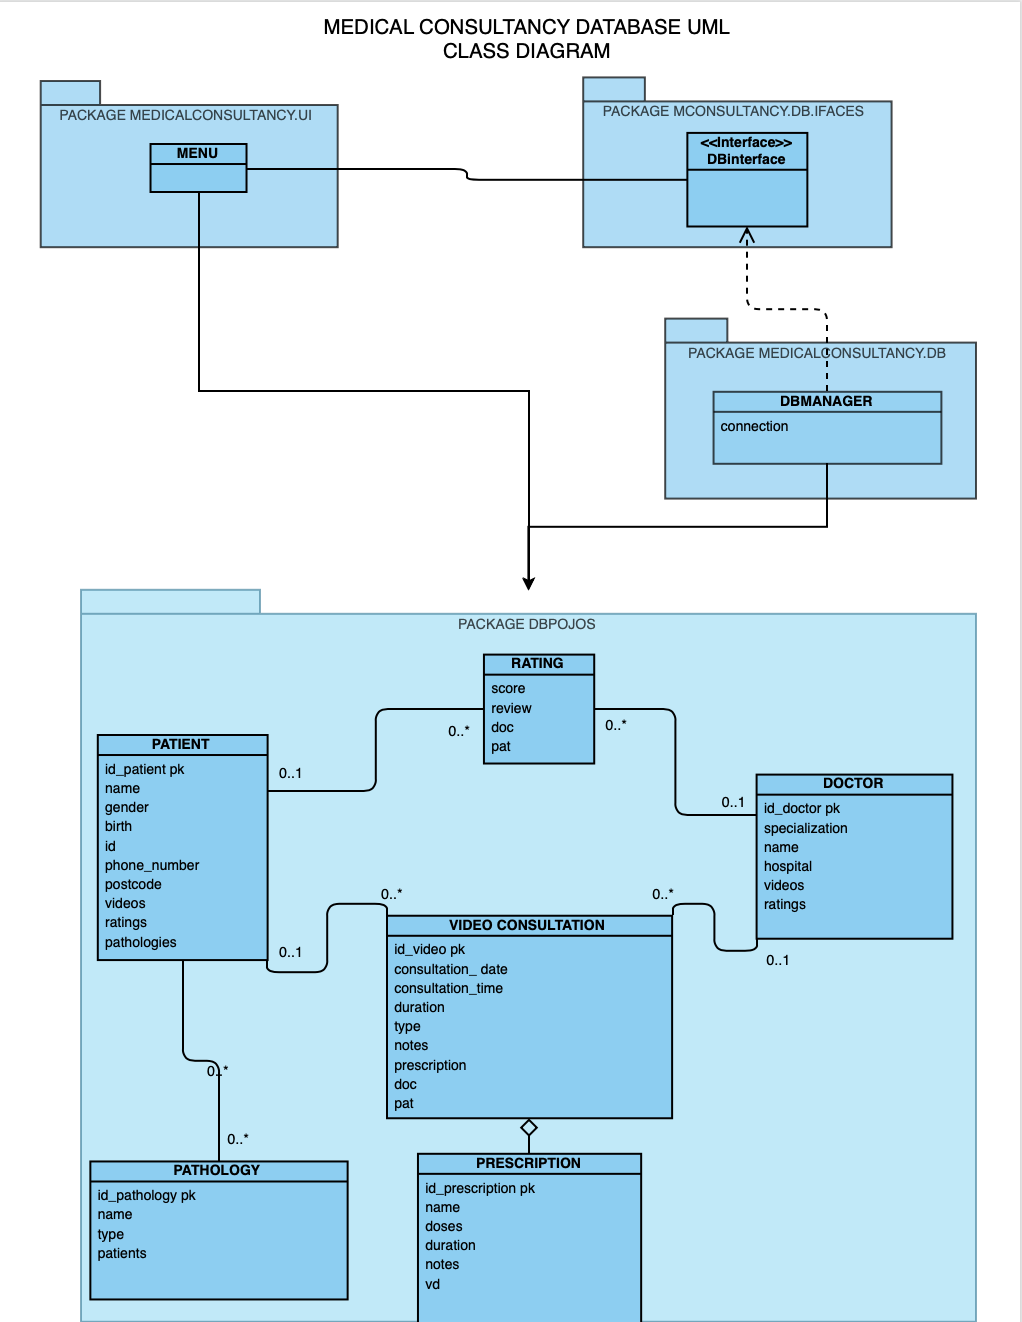 MEDICAL CONSULTANCY DATABASE UML
CLASS DIAGRAM
PACKAGE MEDICALCONSULTANCY.UI
MENU
PACKAGE MCONSULTANCY.DB.IFACES
<<Interface>>
DBinterface
PACKAGE MEDICALCONSULTANCY.DB
DBMANAGER
connection
PACKAGE DBPOJOS
RATING
score
review
doc
pat
0..*
0..*
PATIENT
id_patient pk
name
gender
birth
id
phone_number
postcode
videos
ratings
pathologies
0..1
0..1
DOCTOR
id_doctor pk
specialization
name
hospital
videos
ratings
0..1
0..1
0..*
0..*
VIDEO CONSULTATION
id_video pk
consultation_ date
consultation_time
duration
type
notes
prescription
doc
pat
0..*
0..*
PATHOLOGY
id_pathology pk
name
type
patients
PRESCRIPTION
id_prescription pk
name
doses
duration
notes
vd